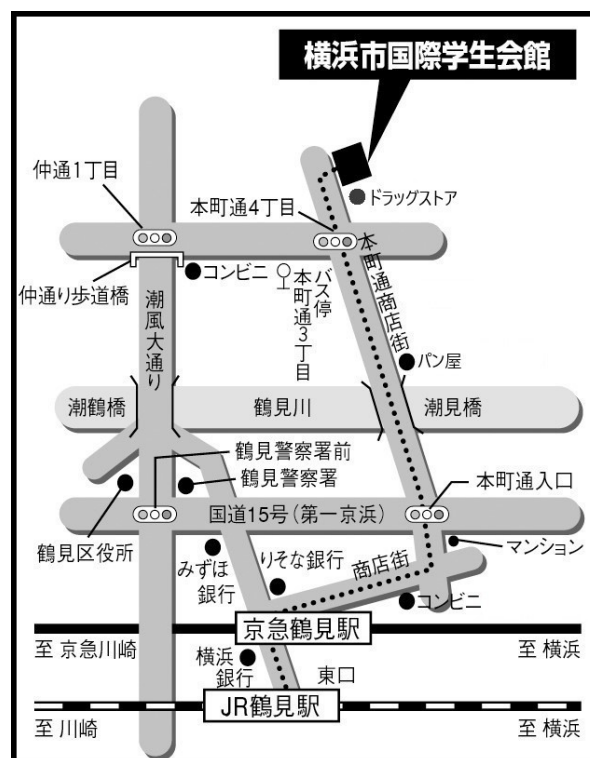 横浜市国際学生会館
仲通1丁目
ドラッグストア
本町通4丁目
仲通り歩道橋
コンビニ
バス停
本町通3丁目
本町通商店街
潮風大通り
パン屋
潮鶴橋
鶴見川
潮見橋
鶴見警察署前
鶴見警察署
本町通入口
国道15号(第一京浜)
鶴見区役所
みずほ
銀行
りそな銀行
商店街
マンション
コンビニ
京急鶴見駅
至 京急川崎
至 横浜
横浜
銀行
東口
JR鶴見駅
至 川崎
至 横浜